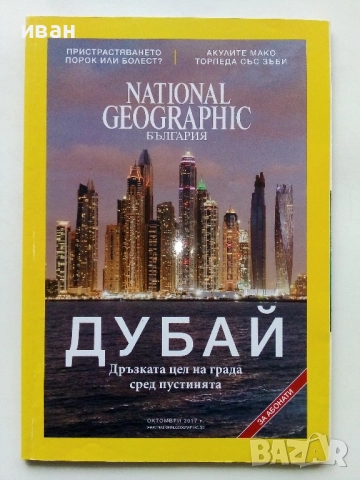 иван
ПРИСТРАСТЯВАНЕТО
ПОРОК ИЛИ БОЛЕСТ?
АКУЛИТЕ МАКО:
ТОРПЕДА СЪС ЗЪБИ
NATIONAL
GEOGRAPHIC
БЪЛГАРИЯ
ДУБАЙ
Дръзката цел на града
сред пустинята
ЗА АБОНАТИ
ОКТОМВРИ 2017 г.
BAZAR